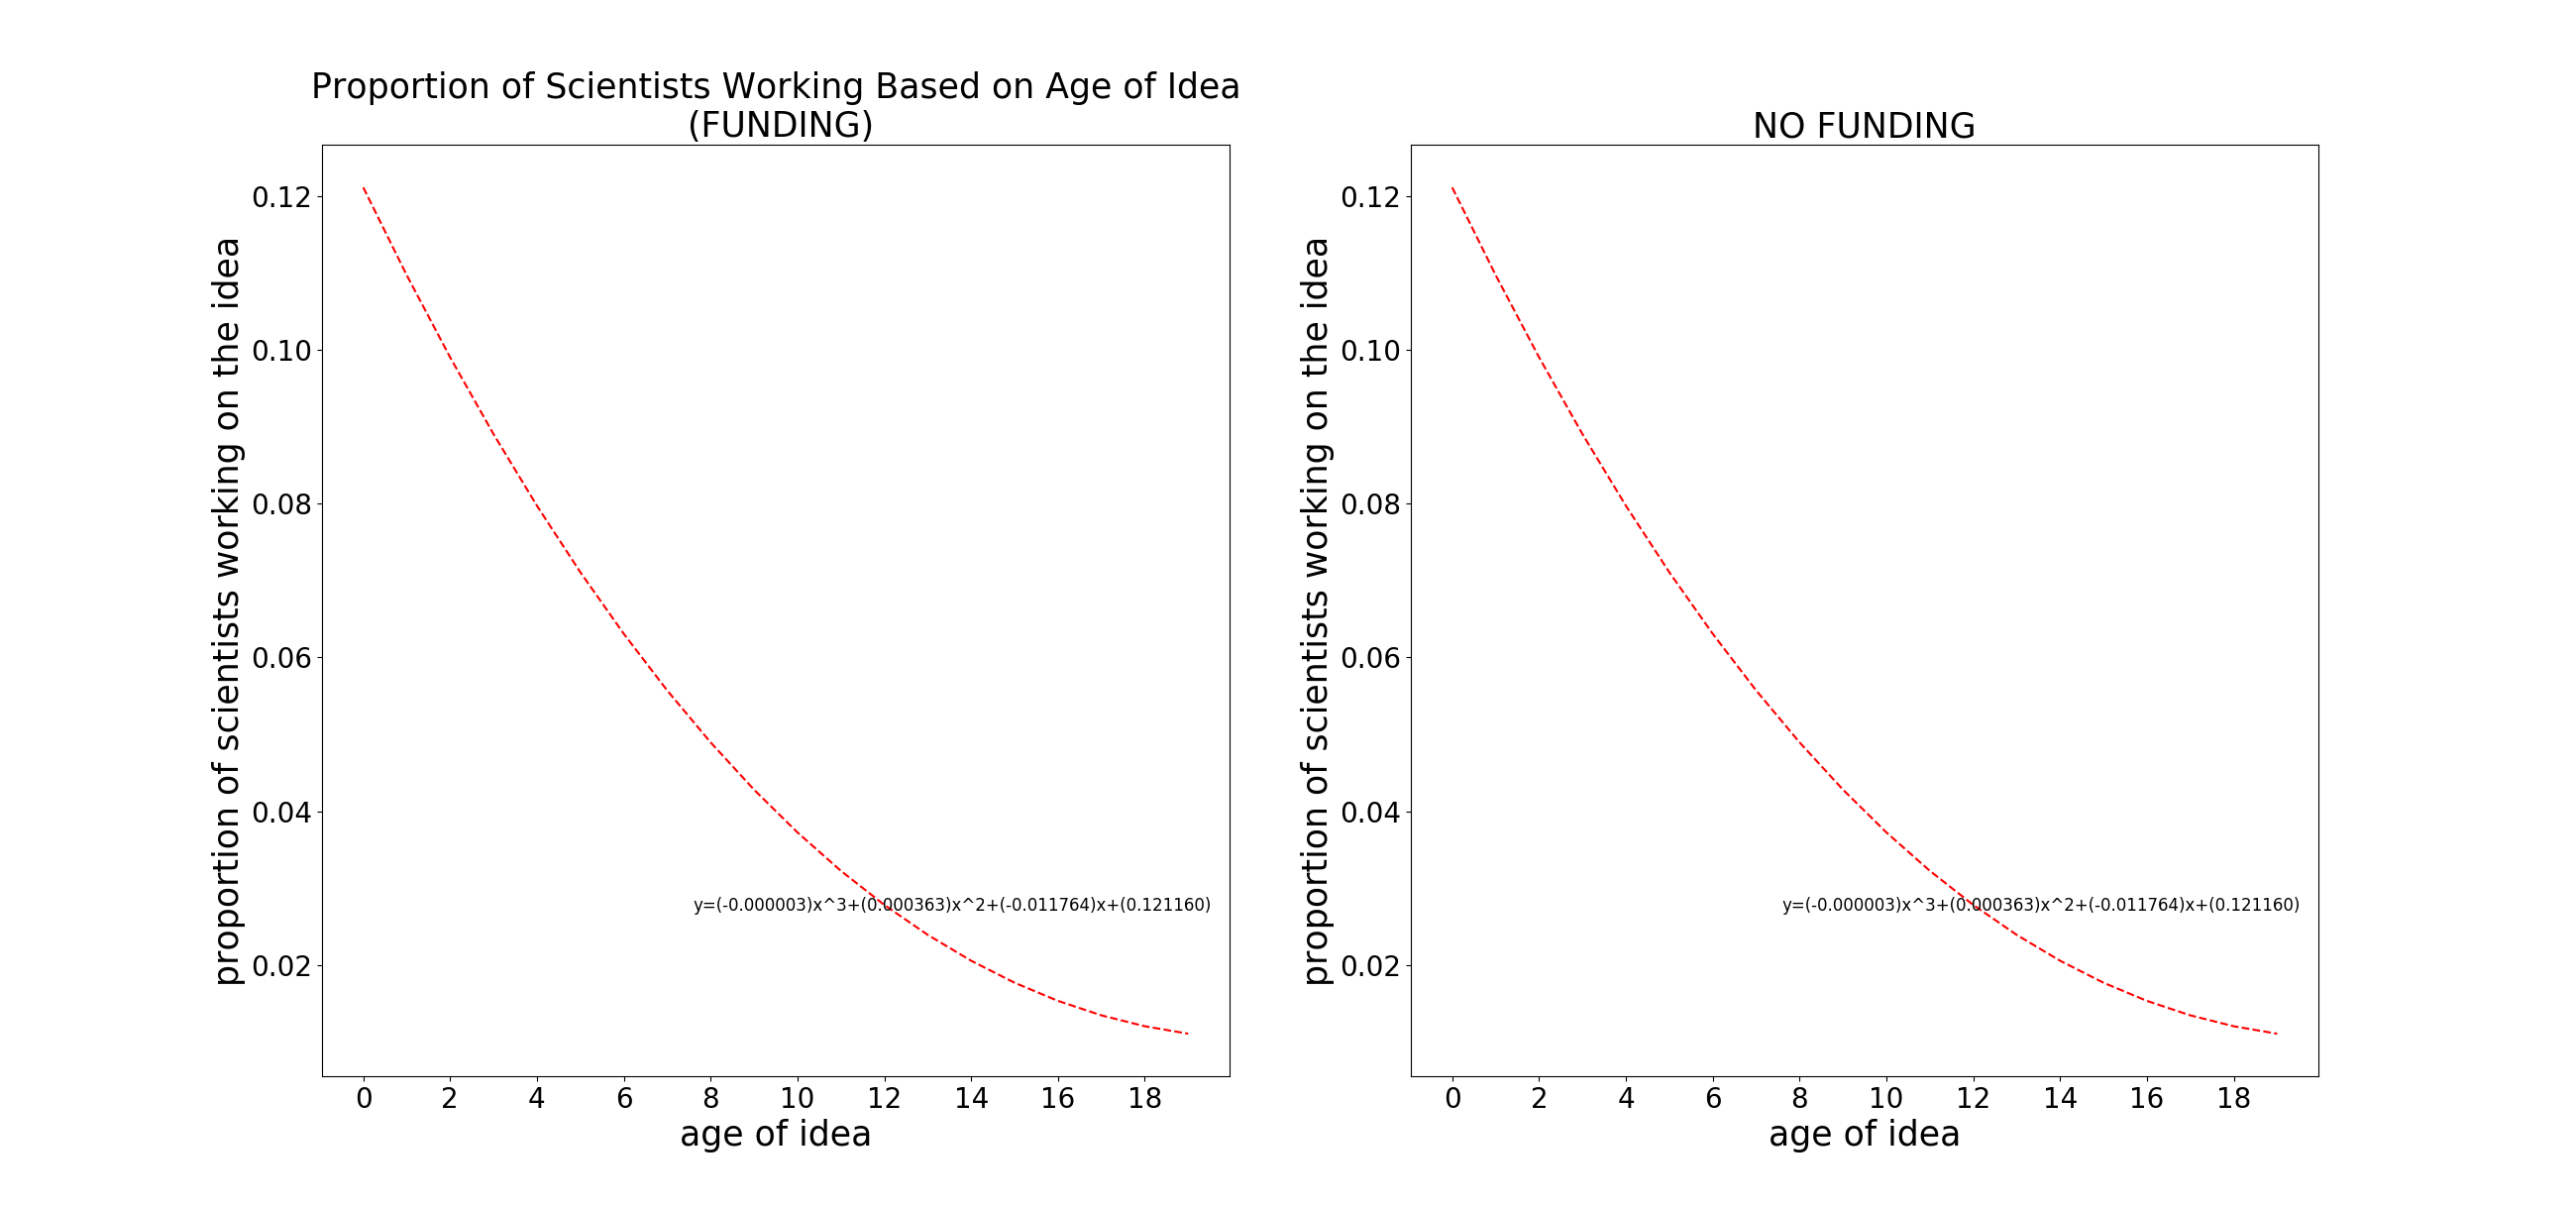 Proportion of Scientists Working Based on Age of Idea
(FUNDING)
proportion of scientists working on the idea
0.12
0.10
0.08
0.06
0.04
0.02
y=(-0.000003)x^3+(0.000363)x^2+(-0.011764)x+(0.121160)
0 2 4 6 8 10 12 14 16 18
age of idea
NO FUNDING
proportion of scientists working on the idea
0.12
0.10
0.08
0.06
0.04
0.02
y=(-0.000003)x^3+(0.000363)x^2+(-0.011764)x+(0.121160)
0 2 4 6 8 10 12 14 16 18
age of idea